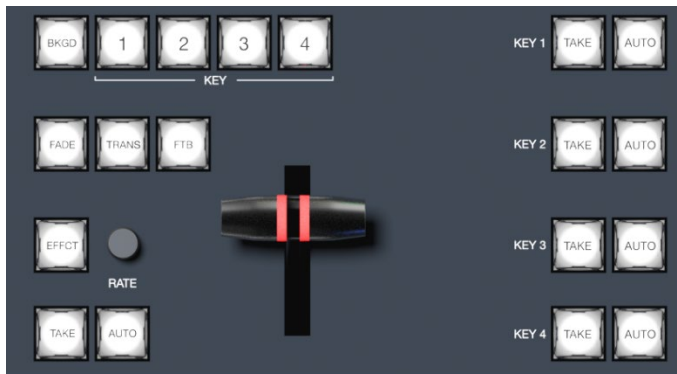 BKGD 1 2 3 4 KEY 1 TAKE AUTO
KEY
FADE TRANS FTB KEY 2 TAKE AUTO
EFFCT KEY 3 TAKE AUTO
RATE
TAKE AUTO KEY 4 TAKE AUTO